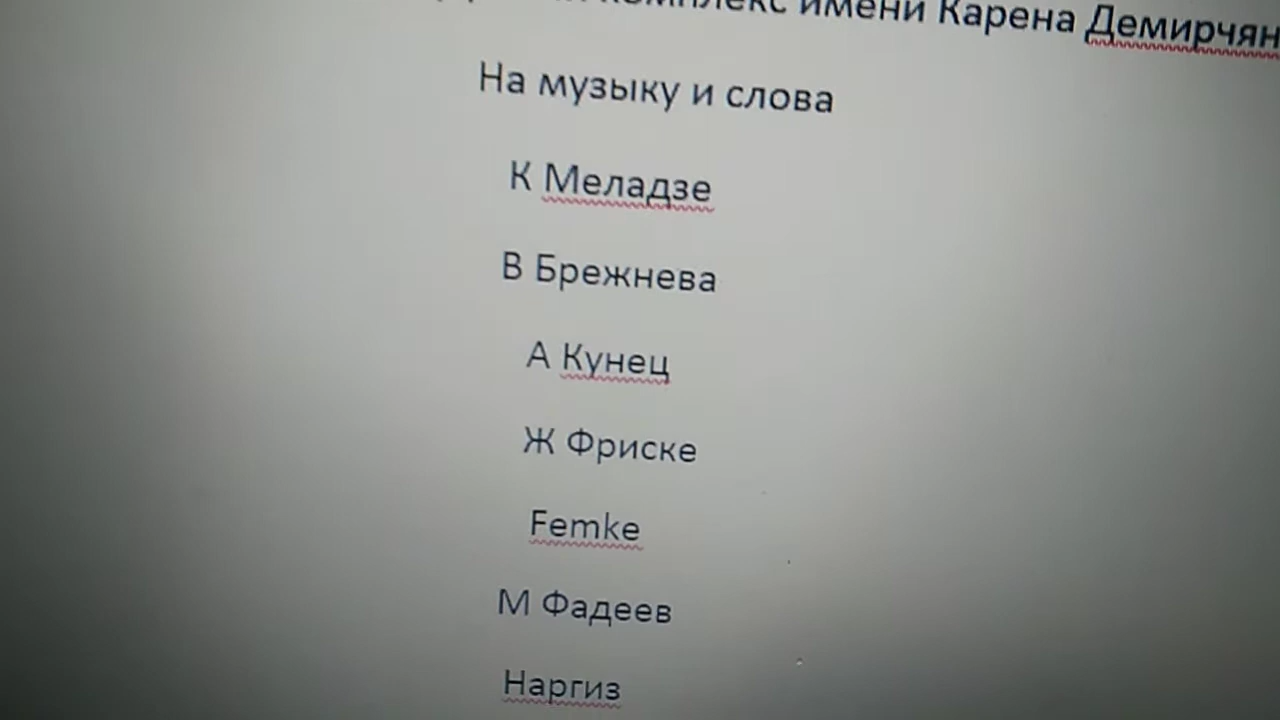 комплекс имени Карена Демирчян
На музыку и слова
К Меладзе
В Брежнева
А Кунец
Ж Фриске
Femke
М Фадеев
Наргиз